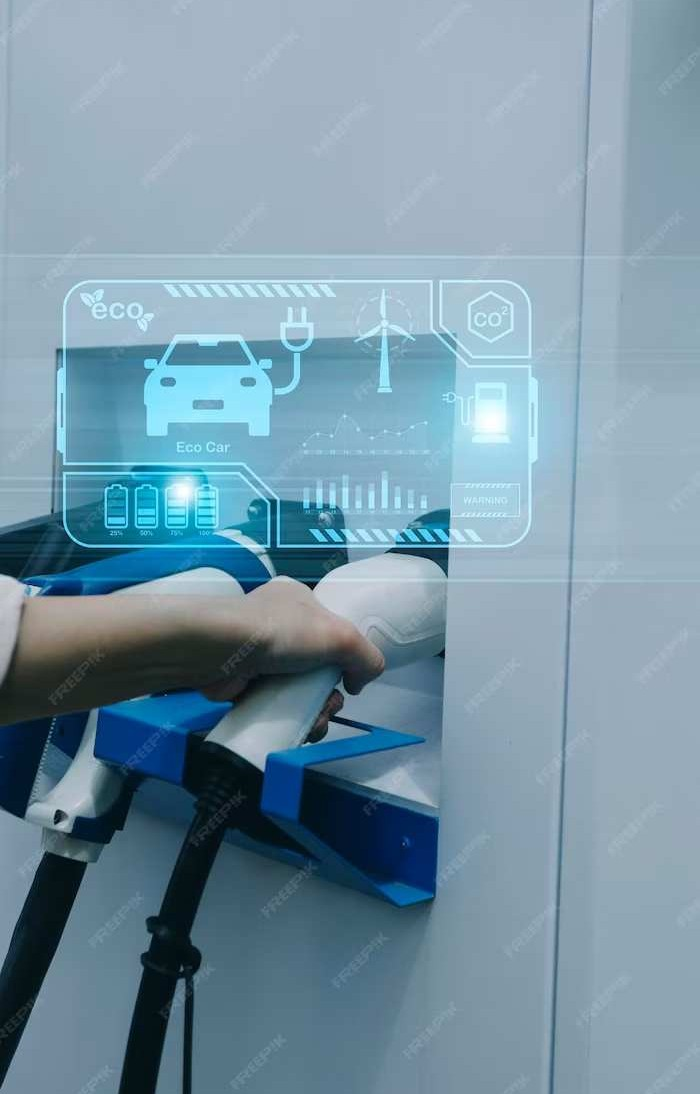 eco
CO²
Eco Car
WARNING
25% 50% 75% 100%
FREEPIK